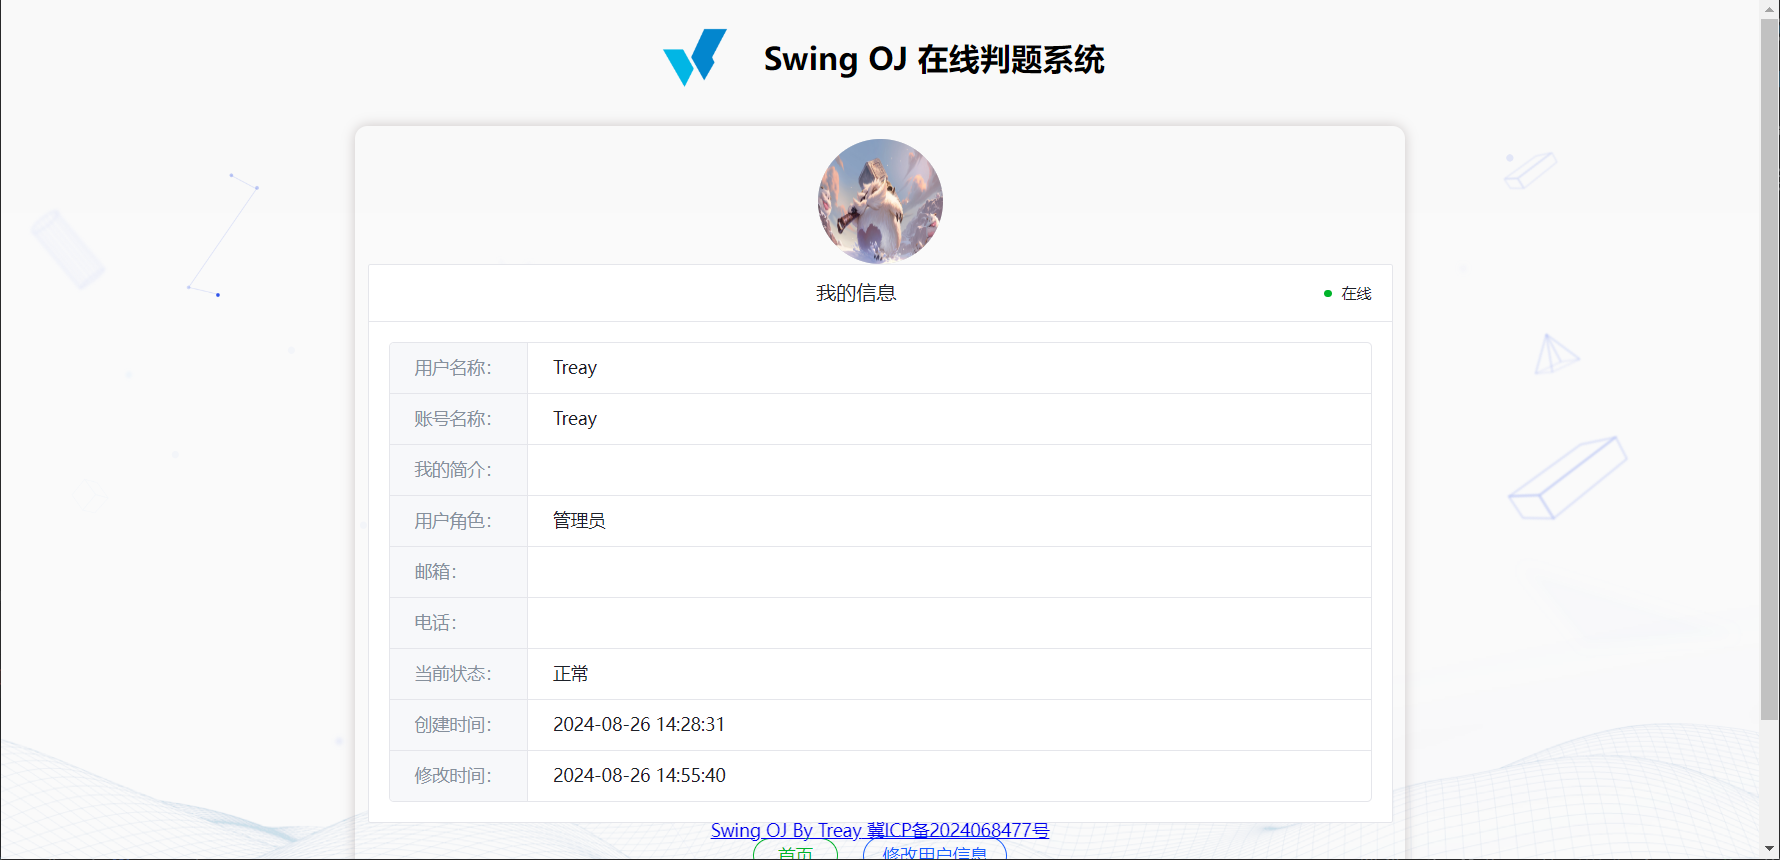 Swing OJ 在线判题系统
我的信息
在线
用户名称： Treay
账号名称： Treay
我的简介：
用户角色： 管理员
邮箱：
电话：
当前状态： 正常
创建时间： 2024-08-26 14:28:31
修改时间： 2024-08-26 14:55:40
Swing OJ By Treay 冀ICP备2024068477号
首页 修改用户信息